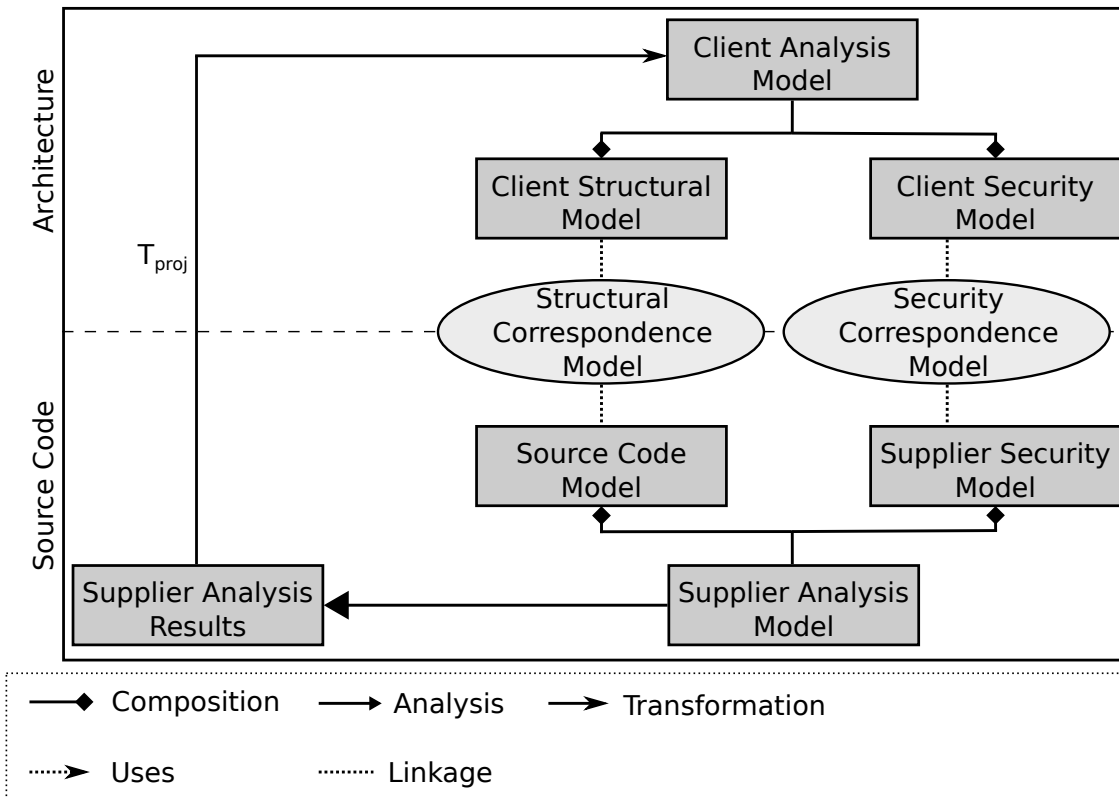 Architecture
Client Analysis
Model
Client Structural
Model
Client Security
Model
T_proj
Structural
Correspondence
Model
Security
Correspondence
Model
Source Code
Source Code
Model
Supplier Security
Model
Supplier Analysis
Results
Supplier Analysis
Model
Composition
Analysis
Transformation
Uses
Linkage